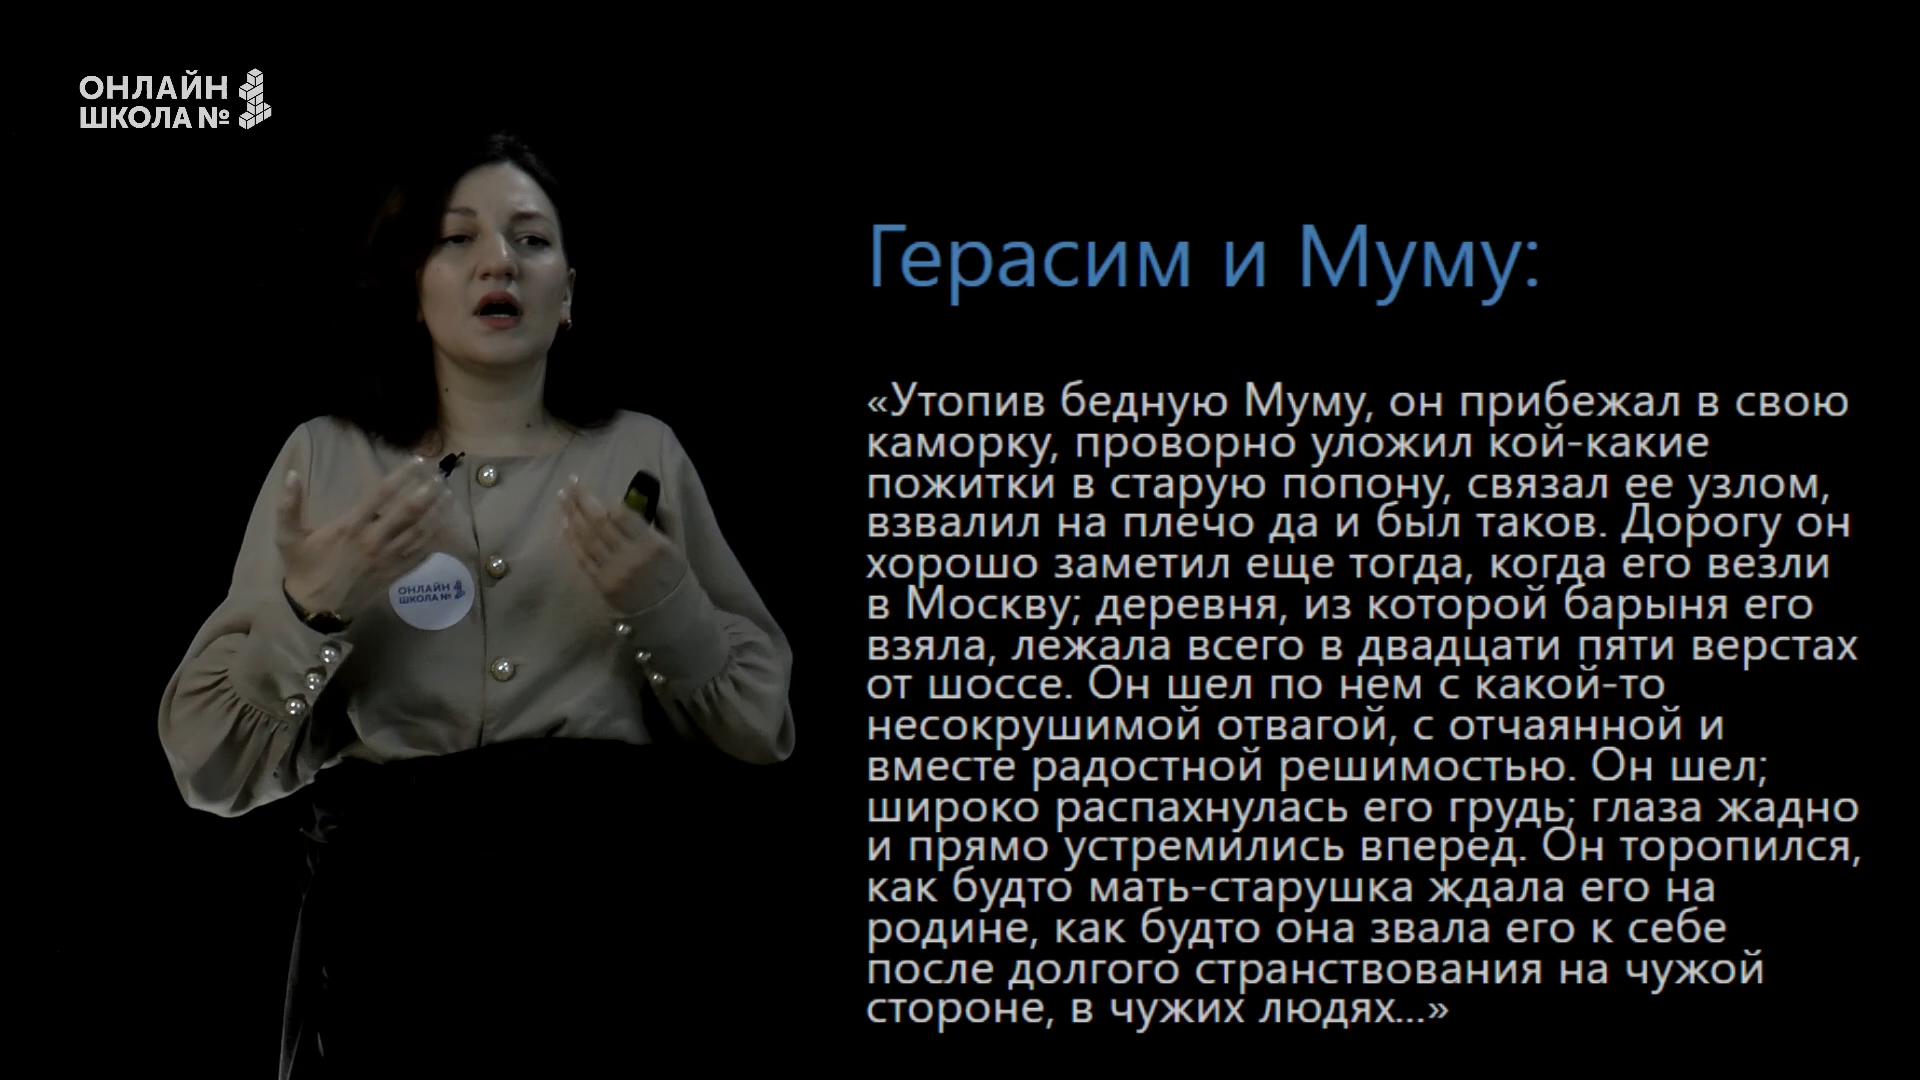 ОНЛАЙН
ШКОЛА №
Герасим и Муму:
«Утопив бедную Муму, он прибежал в свою
каморку, проворно уложил кой-какие
пожитки в старую попону, связал ее узлом,
взвалил на плечо да и был таков. Дорогу он
хорошо заметил еще тогда, когда его везли
в Москву; деревня, из которой барыня его
взяла, лежала всего в двадцати пяти верстах
от шоссе. Он шел по нем с какой-то
несокрушимой отвагой, с отчаянной и
вместе радостной решимостью. Он шел;
широко распахнулась его грудь; глаза жадно
и прямо устремились вперед. Он торопился,
как будто мать-старушка ждала его на
родине, как будто она звала его к себе
после долгого странствования на чужой
стороне, в чужих людях...»
ОНЛАЙН
ШКОЛА №